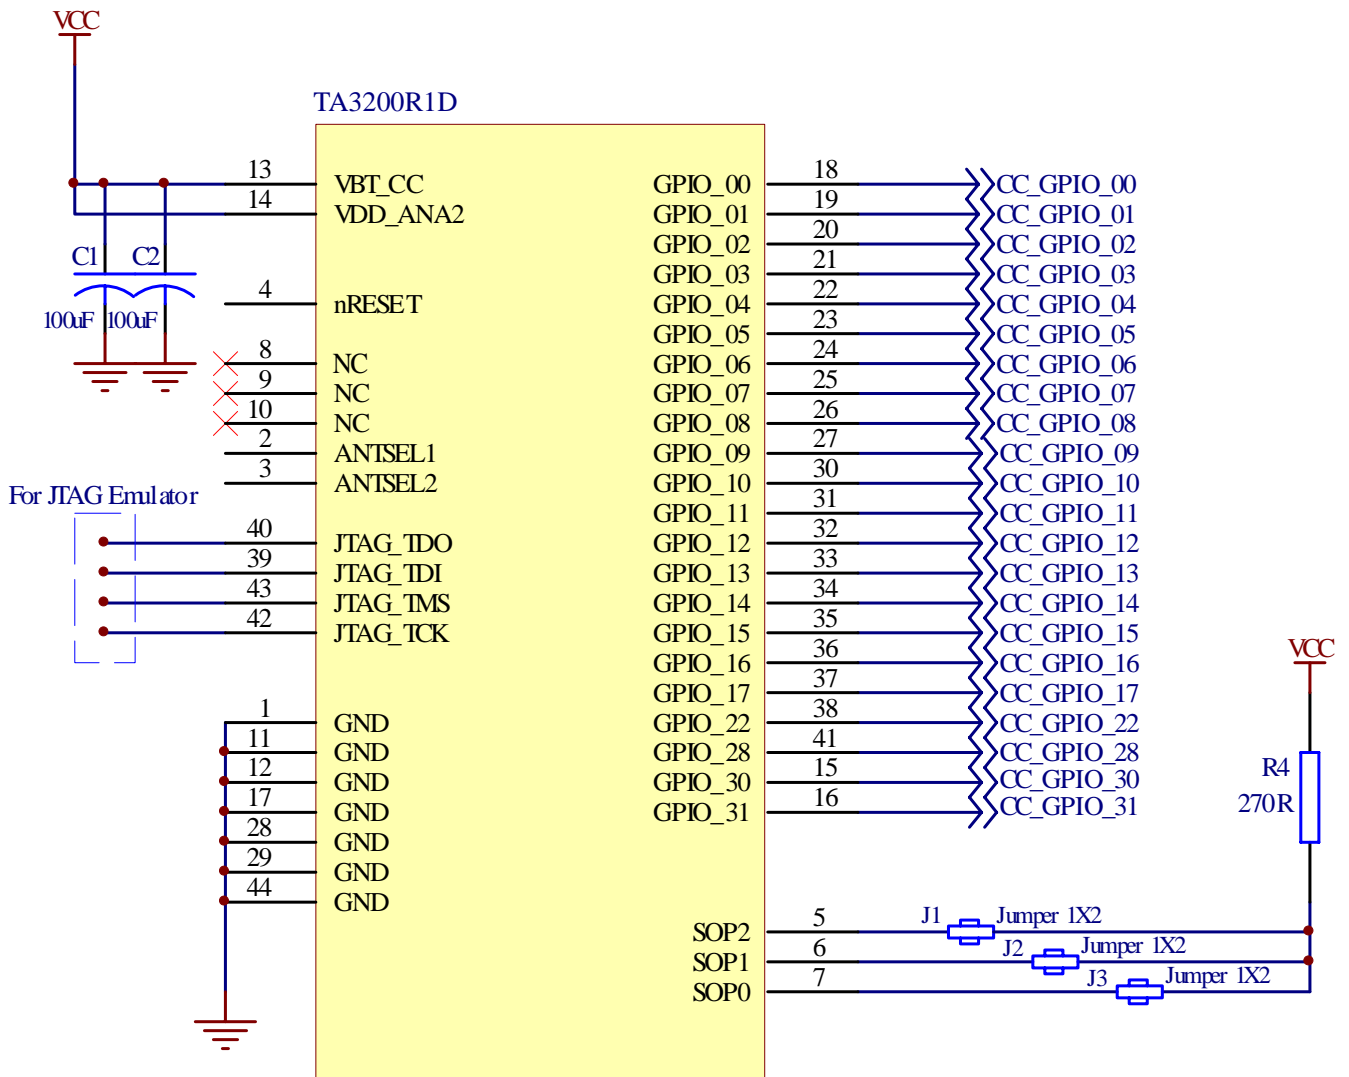 VCC
TA3200R1D
13 VBT_CC
14 VDD_ANA2
C1 C2
100uF 100uF
4 nRESET
8 NC
9 NC
10 NC
2 ANTSEL1
3 ANTSEL2
For JTAG Emulator
40 JTAG_TDO
39 JTAG_TDI
43 JTAG_TMS
42 JTAG_TCK
1 GND
11 GND
12 GND
17 GND
28 GND
29 GND
44 GND
GPIO_00 18 CC_GPIO_00
GPIO_01 19 CC_GPIO_01
GPIO_02 20 CC_GPIO_02
GPIO_03 21 CC_GPIO_03
GPIO_04 22 CC_GPIO_04
GPIO_05 23 CC_GPIO_05
GPIO_06 24 CC_GPIO_06
GPIO_07 25 CC_GPIO_07
GPIO_08 26 CC_GPIO_08
GPIO_09 27 CC_GPIO_09
GPIO_10 30 CC_GPIO_10
GPIO_11 31 CC_GPIO_11
GPIO_12 32 CC_GPIO_12
GPIO_13 33 CC_GPIO_13
GPIO_14 34 CC_GPIO_14
GPIO_15 35 CC_GPIO_15
GPIO_16 36 CC_GPIO_16
GPIO_17 37 CC_GPIO_17
GPIO_22 38 CC_GPIO_22
GPIO_28 41 CC_GPIO_28
GPIO_30 15 CC_GPIO_30
GPIO_31 16 CC_GPIO_31
VCC
R4
270R
SOP2 5 J1 Jumper 1X2
SOP1 6 J2 Jumper 1X2
SOP0 7 J3 Jumper 1X2